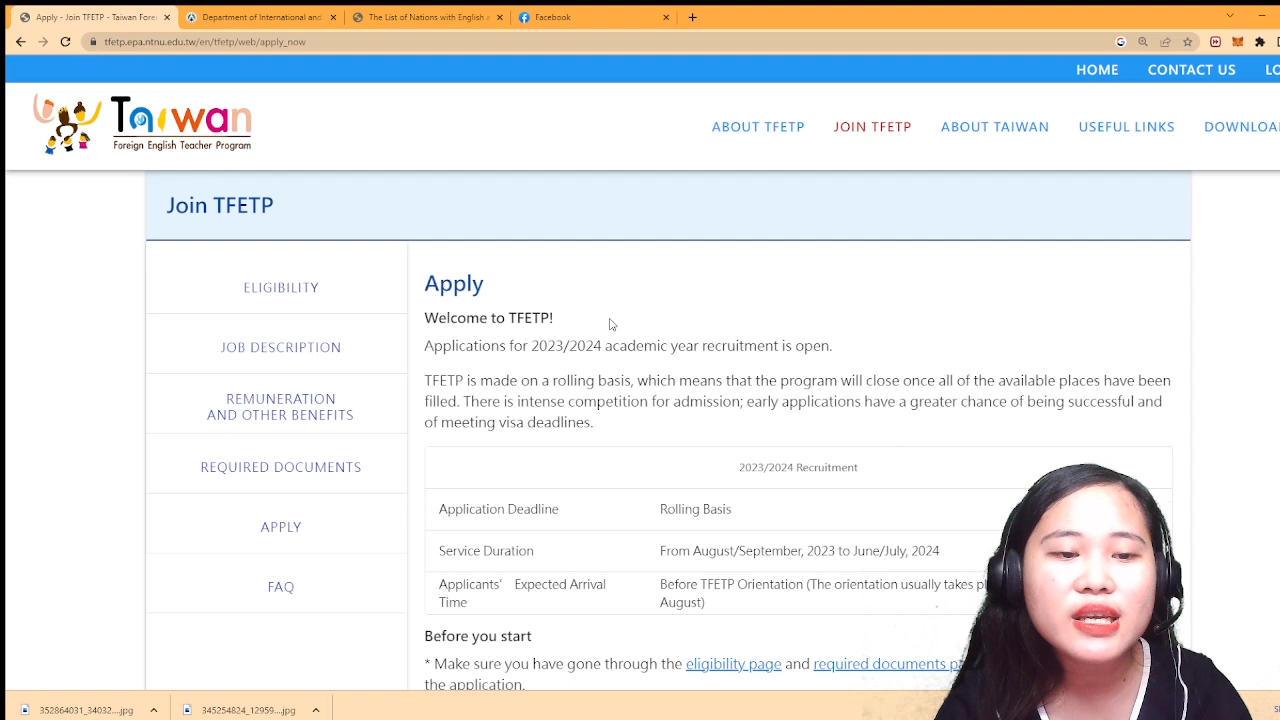 Apply - Join TFETP - Taiwan Fore
Department of International and
The List of Nations with English a
Facebook
tfetp.epa.ntnu.edu.tw/en/tfetp/web/apply_now
HOME
CONTACT US
LO
Taiwan
Foreign English Teacher Program
ABOUT TFETP
JOIN TFETP
ABOUT TAIWAN
USEFUL LINKS
DOWNLOA
Join TFETP
ELIGIBILITY
JOB DESCRIPTION
REMUNERATION
AND OTHER BENEFITS
REQUIRED DOCUMENTS
APPLY
FAQ
Apply
Welcome to TFETP!
Applications for 2023/2024 academic year recruitment is open.
TFETP is made on a rolling basis, which means that the program will close once all of the available places have been
filled. There is intense competition for admission; early applications have a greater chance of being successful and
of meeting visa deadlines.
2023/2024 Recruitment
Application Deadline
Rolling Basis
Service Duration
From August/September, 2023 to June/July, 2024
Applicants' Expected Arrival
Time
Before TFETP Orientation (The orientation usually takes pl
August)
Before you start
* Make sure you have gone through the eligibility page and required documents p
the application.
352864031_34032....jpg
345254824_12959....jpg